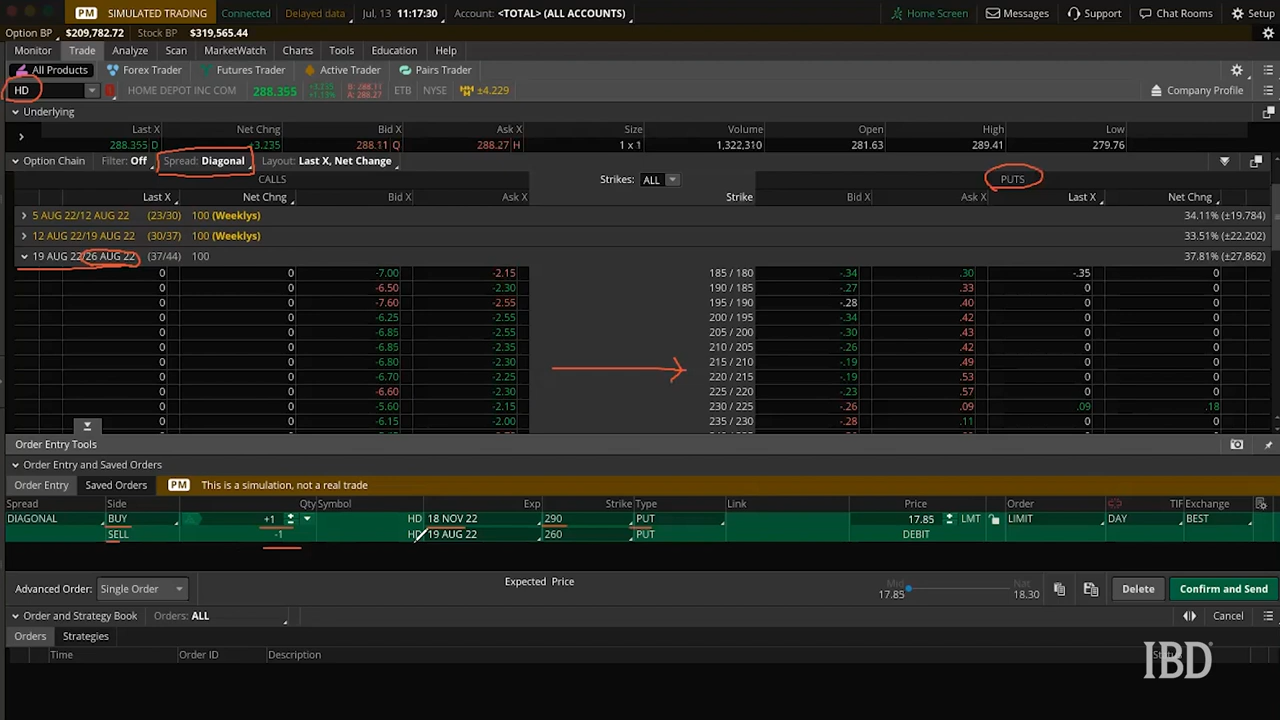 PM SIMULATED TRADING Connected Delayed data Jul, 13 11:17:30 Account: <TOTAL> (ALL ACCOUNTS) Home Screen Messages Support Chat Rooms Setup
Option BP $209,782.72 Stock BP $319,565.44
Monitor Trade Analyze Scan MarketWatch Charts Tools Education Help
All Products Forex Trader Futures Trader Active Trader Pairs Trader
HD HOME DEPOT INC COM 288.355 B: 288.11 A: 288.27 ETB NYSE ±4.229 Company Profile
Underlying
Last X Net Chng Bid X Ask X Size Volume Open High Low
288.355 D +3.235 288.11 Q 288.27 H 1 x 1 1,322,310 281.63 289.41 279.76
Option Chain Filter: Off Spread: Diagonal Layout: Last X, Net Change
CALLS Strikes: ALL PUTS
Last X Net Chng Bid X Ask X Strike Bid X Ask X Last X Net Chng
5 AUG 22/12 AUG 22 (23/30) 100 (Weeklys) 34.11% (±19.784)
12 AUG 22/19 AUG 22 (30/37) 100 (Weeklys) 33.51% (±22.202)
19 AUG 22/26 AUG 22 (37/44) 100 37.81% (±27.862)
0 0 -7.00 -2.15 185 / 180 -.34 .30 -.35 0
0 0 -6.50 -2.30 190 / 185 -.27 .33 0 0
0 0 -7.60 -2.55 195 / 190 -.28 .40 0 0
0 0 -6.25 -2.55 200 / 195 -.34 .42 0 0
0 0 -6.85 -2.55 205 / 200 -.30 .43 0 0
0 0 -6.85 -2.35 210 / 205 -.26 .42 0 0
0 0 -6.80 -2.30 215 / 210 -.19 .49 0 0
0 0 -6.70 -2.25 220 / 215 -.19 .53 0 0
0 0 -6.60 -2.30 225 / 220 -.23 .57 0 0
0 0 -5.60 -2.15 230 / 225 -.26 .09 .09 .18
0 0 -6.15 -2.00 235 / 230 -.28 .11 0 0
Order Entry Tools
Order Entry and Saved Orders
Order Entry Saved Orders PM This is a simulation, not a real trade
Spread Side Qty Symbol Exp Strike Type Link Price Order TIF Exchange
DIAGONAL BUY +1 HD 18 NOV 22 290 PUT 17.85 LMT LIMIT DAY BEST
SELL -1 HD 19 AUG 22 260 PUT DEBIT
Advanced Order: Single Order Expected Price Mid 17.85 Nat 18.30 Delete Confirm and Send
Order and Strategy Book Orders: ALL Cancel
Orders Strategies
Time Order ID Description
IBD